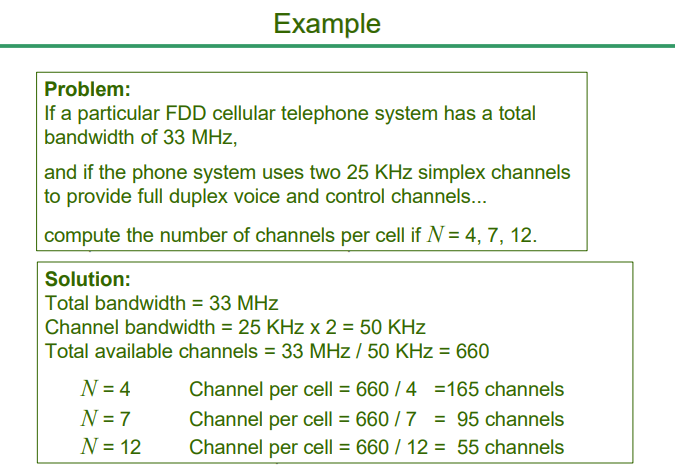 Example
Problem:
If a particular FDD cellular telephone system has a total
bandwidth of 33 MHz,
and if the phone system uses two 25 KHz simplex channels
to provide full duplex voice and control channels...
compute the number of channels per cell if N = 4, 7, 12.
Solution:
Total bandwidth = 33 MHz
Channel bandwidth = 25 KHz x 2 = 50 KHz
Total available channels = 33 MHz / 50 KHz = 660
N = 4 Channel per cell = 660 / 4 =165 channels
N = 7 Channel per cell = 660 / 7 = 95 channels
N = 12 Channel per cell = 660 / 12 = 55 channels